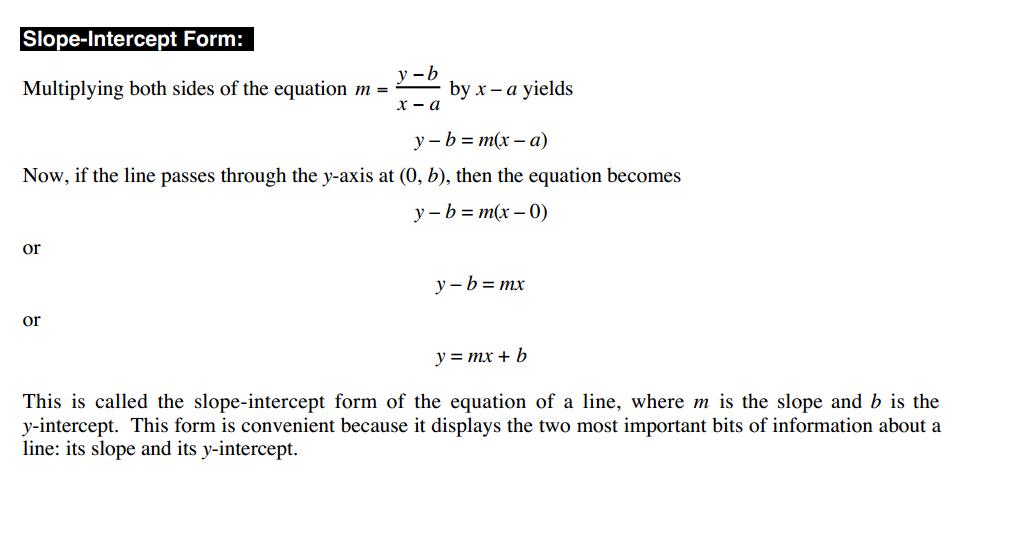 Slope-Intercept Form:
Multiplying both sides of the equation m = (y – b)/(x – a) by x – a yields
y – b = m(x – a)
Now, if the line passes through the y-axis at (0, b), then the equation becomes
y – b = m(x – 0)
or
y – b = mx
or
y = mx + b
This is called the slope-intercept form of the equation of a line, where m is the slope and b is the
y-intercept. This form is convenient because it displays the two most important bits of information about a
line: its slope and its y-intercept.